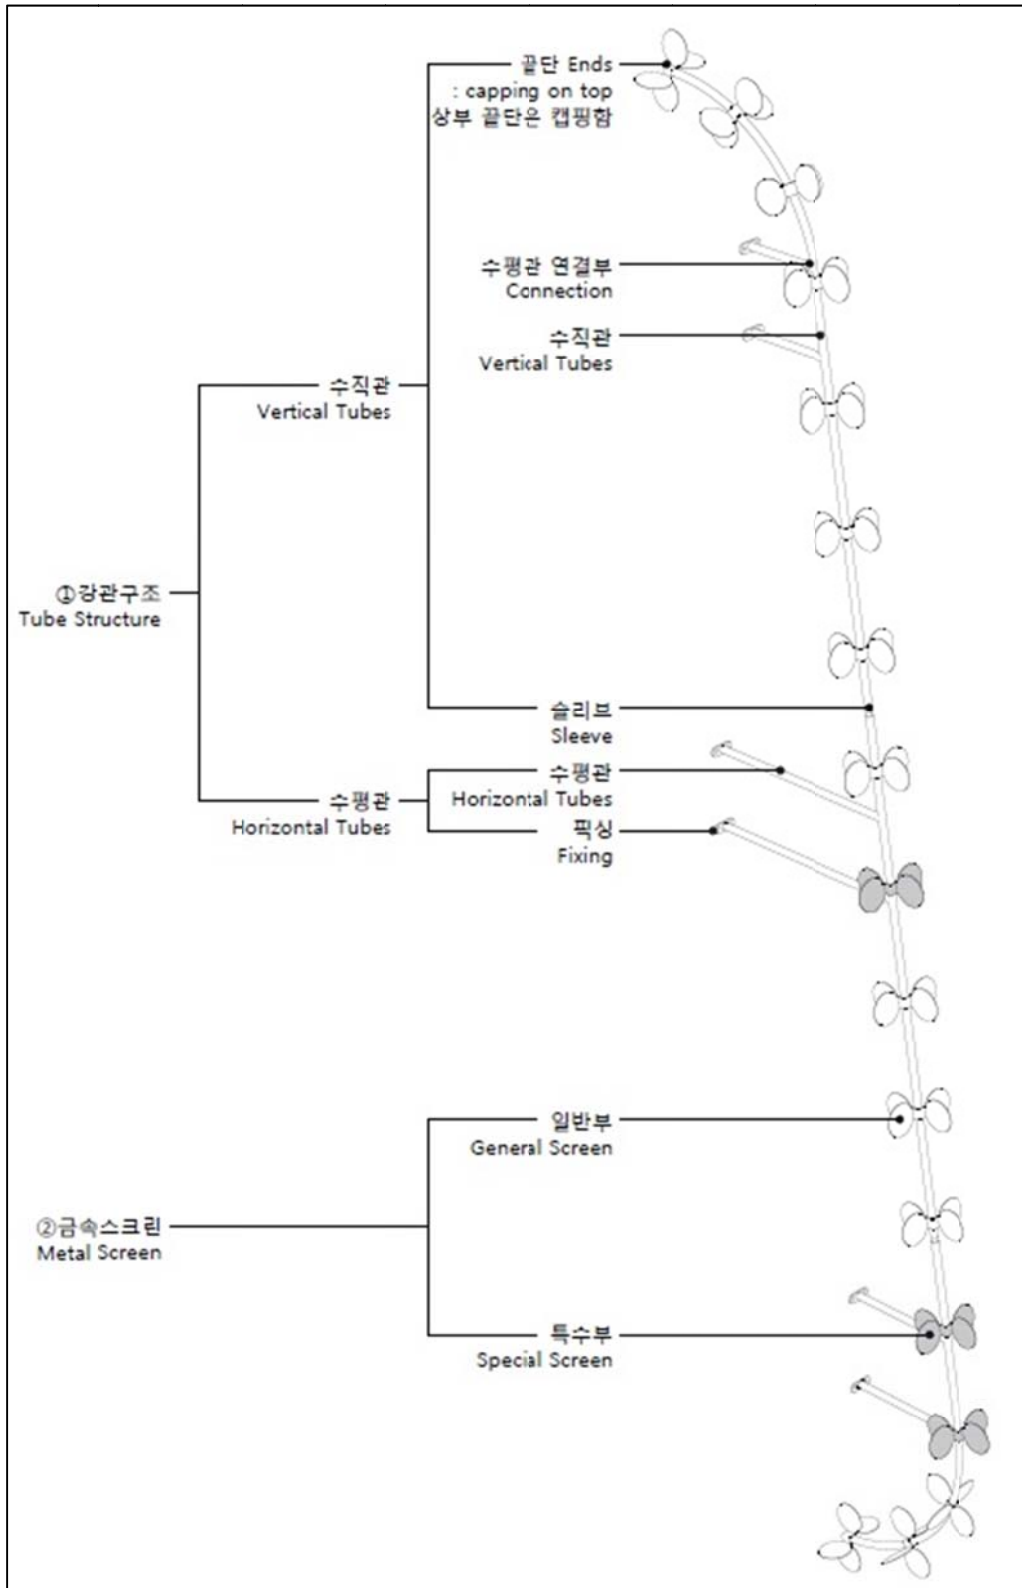 끝단 Ends
: capping on top
상부 끝단은 캡핑함
수평관 연결부
Connection
수직관
Vertical Tubes
수직관
Vertical Tubes
①강관구조
Tube Structure
슬리브
Sleeve
수평관
Horizontal Tubes
수평관
Horizontal Tubes
픽싱
Fixing
일반부
General Screen
②금속스크린
Metal Screen
특수부
Special Screen